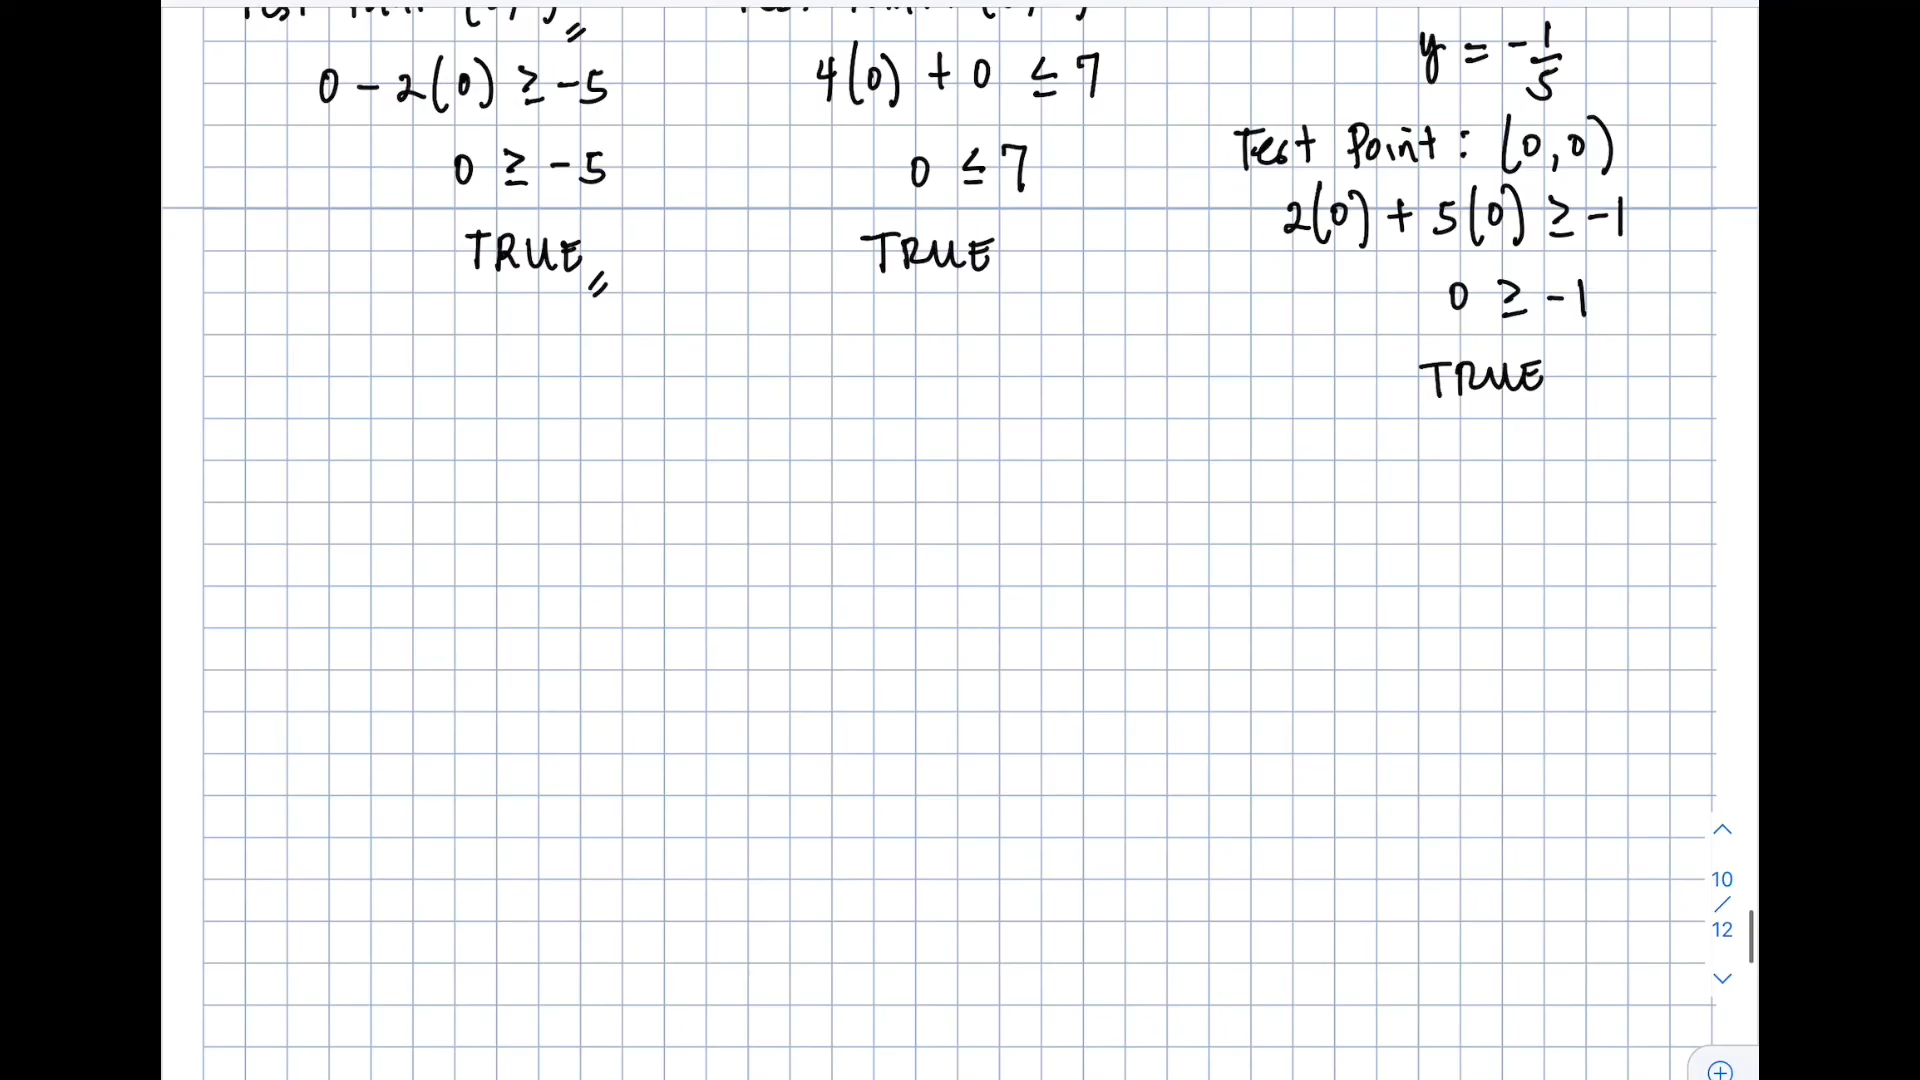 0 - 2(0) ≥ -5
0 ≥ -5
TRUE
4(0) + 0 ≤ 7
0 ≤ 7
TRUE
y = -1/5
Test Point: (0,0)
2(0) + 5(0) ≥ -1
0 ≥ -1
TRUE
10
/
12